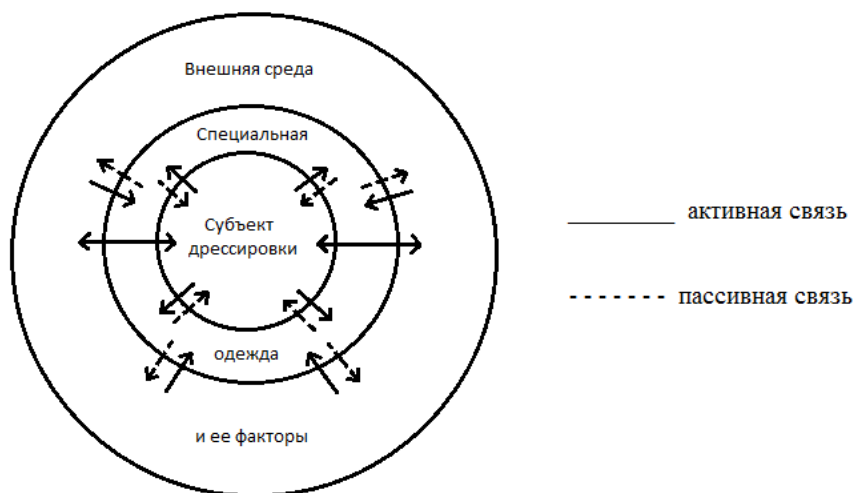 Внешняя среда
Специальная
Субъект
дрессировки
одежда
и ее факторы
активная связь
пассивная связь